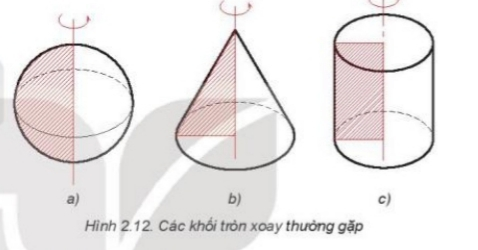 a)
b)
c)
Hình 2.12. Các khối tròn xoay thường gặp